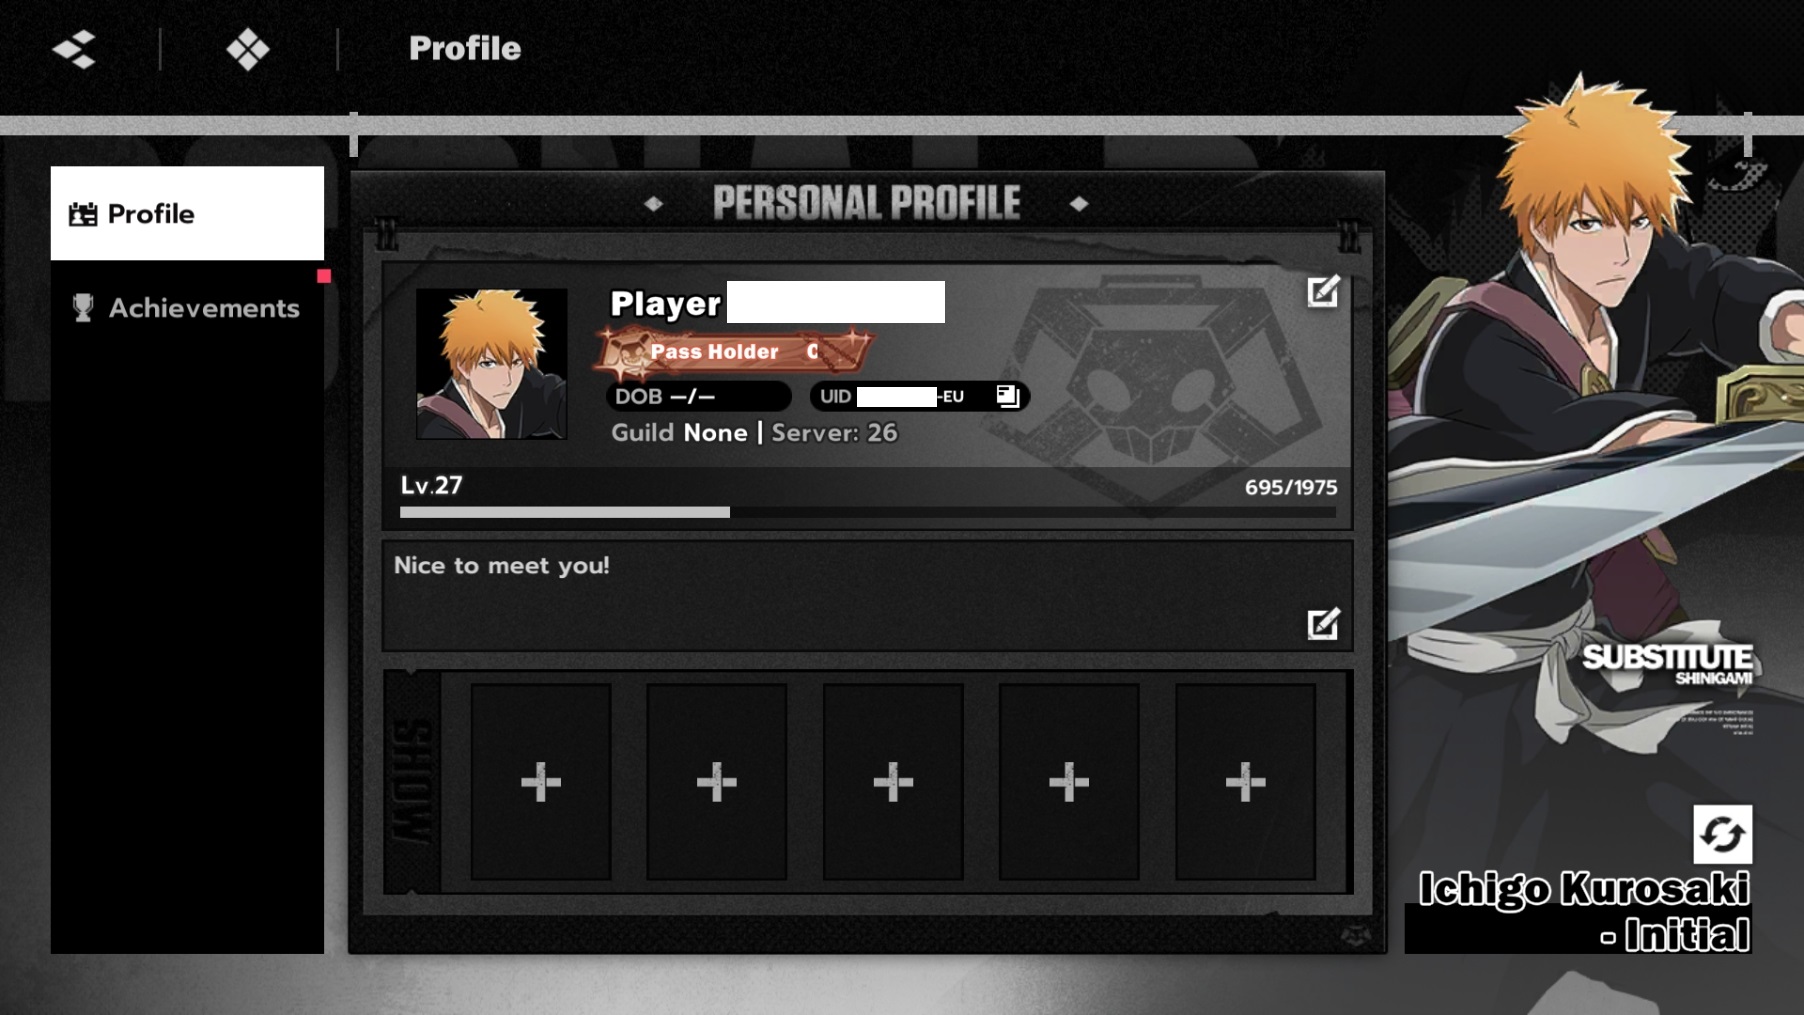 Profile
Profile
Achievements
PERSONAL PROFILE
Player
Pass Holder
DOB –/–
UID -EU
Guild None | Server: 26
Lv.27
695/1975
Nice to meet you!
SHOW
SUBSTITUTE
SHINIGAMI
Ichigo Kurosaki
- Initial